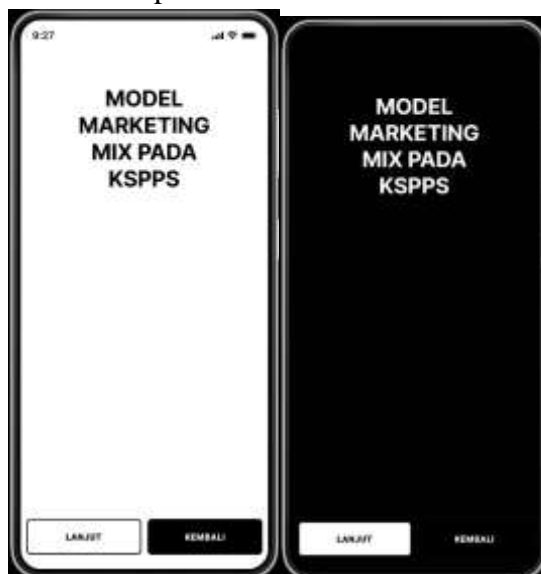 9:27
MODEL
MARKETING
MIX PADA
KSPPS
LANJUT
KEMBALI
MODEL
MARKETING
MIX PADA
KSPPS
LANJUT
KEMBALI